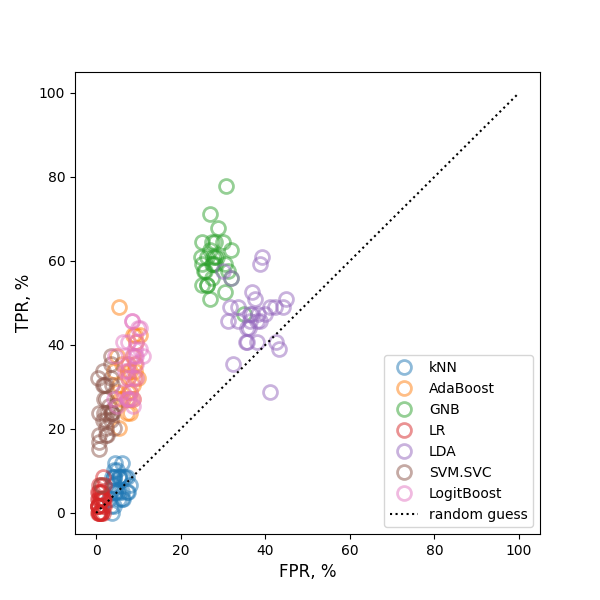 100
80
60
40
20
0
TPR, %
0 20 40 60 80 100
FPR, %
kNN
AdaBoost
GNB
LR
LDA
SVM.SVC
LogitBoost
random guess